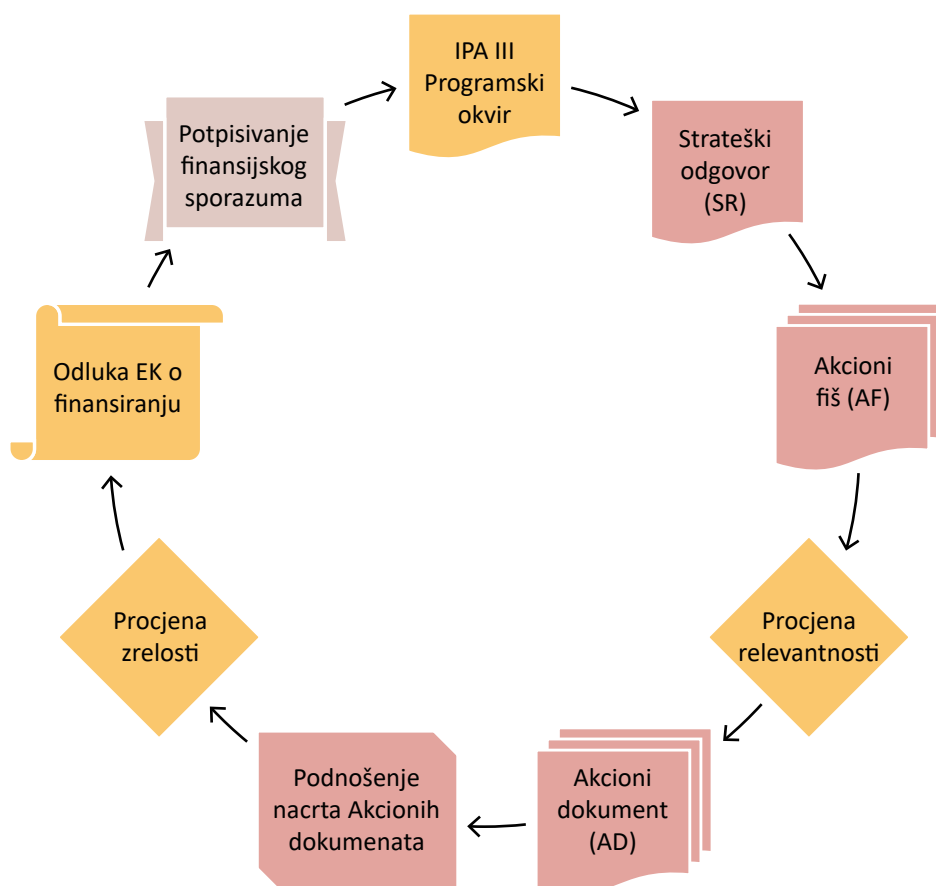 IPA III
Programski
okvir
Strateški
odgovor
(SR)
Akcioni
fiš (AF)
Procjena
relevantnosti
Akcioni
dokument
(AD)
Podnošenje
nacrta Akcionih
dokumenata
Procjena
zrelosti
Odluka EK o
finansiranju
Potpisivanje
finansijskog
sporazuma